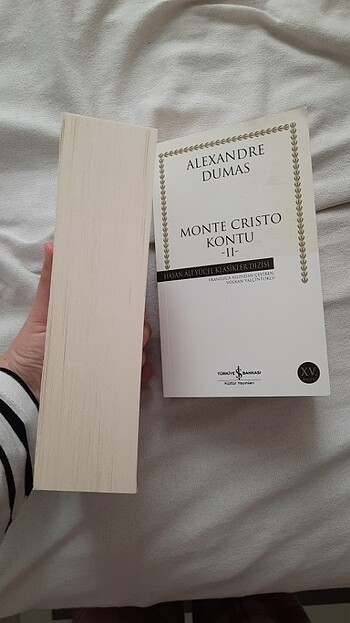 ALEXANDRE
DUMAS
MONTE CRISTO
KONTU
-II-
HASAN ÂLİ YÜCEL KLASİKLER DİZİSİ
FRANSIZCA ASLINDAN ÇEVİREN:
VOLKAN YALÇINTOKLU
TÜRKİYE İŞ BANKASI
Kültür Yayınları
XV.